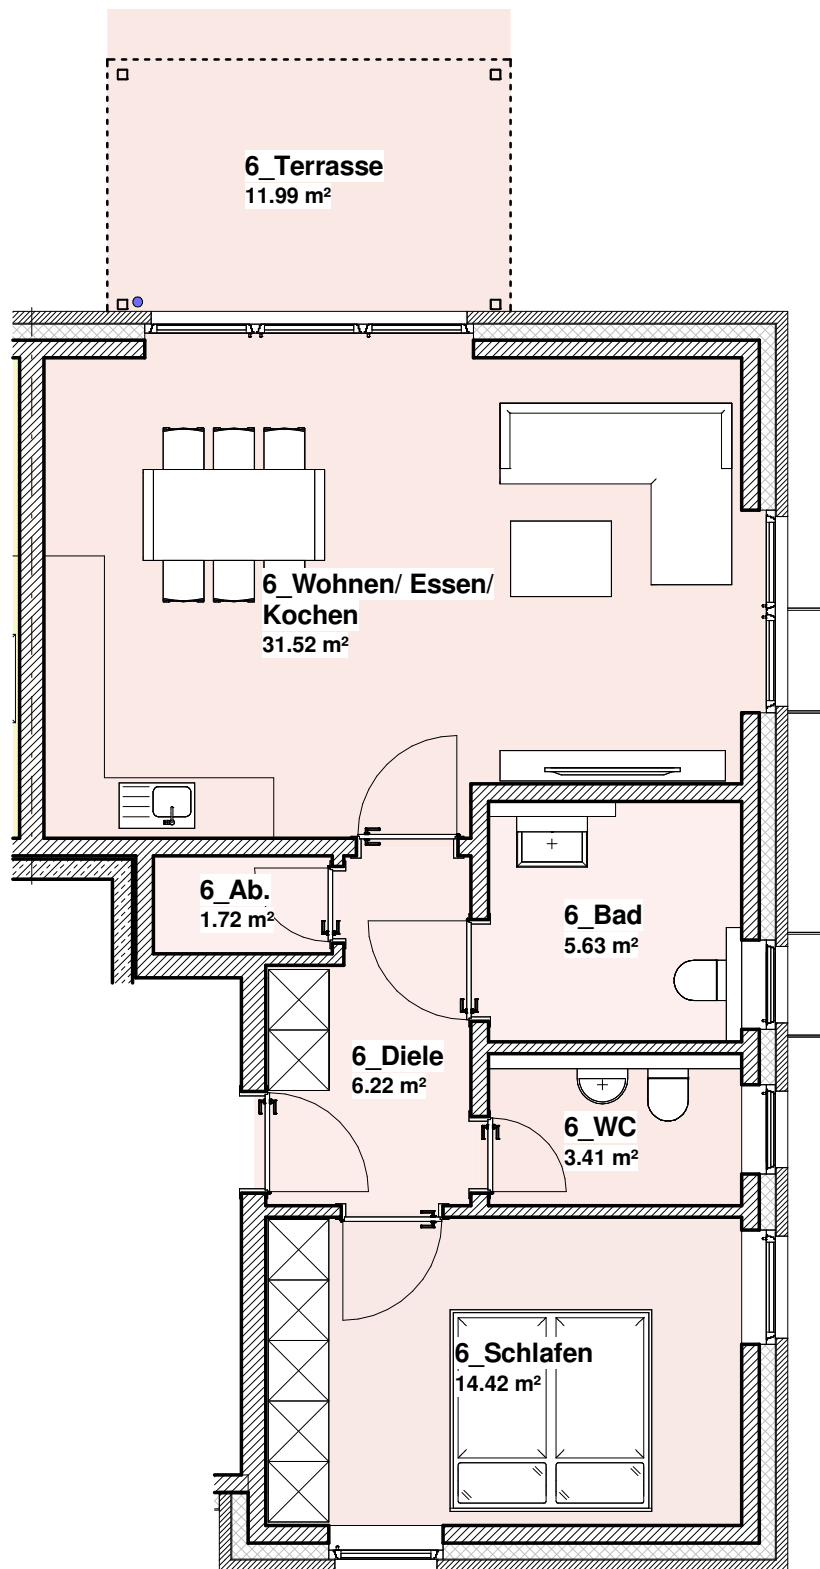 6_Terrasse
11.99 m²
6_Wohnen/ Essen/
Kochen
31.52 m²
6_Ab.
1.72 m²
6_Bad
5.63 m²
6_Diele
6.22 m²
6_WC
3.41 m²
6_Schlafen
14.42 m²